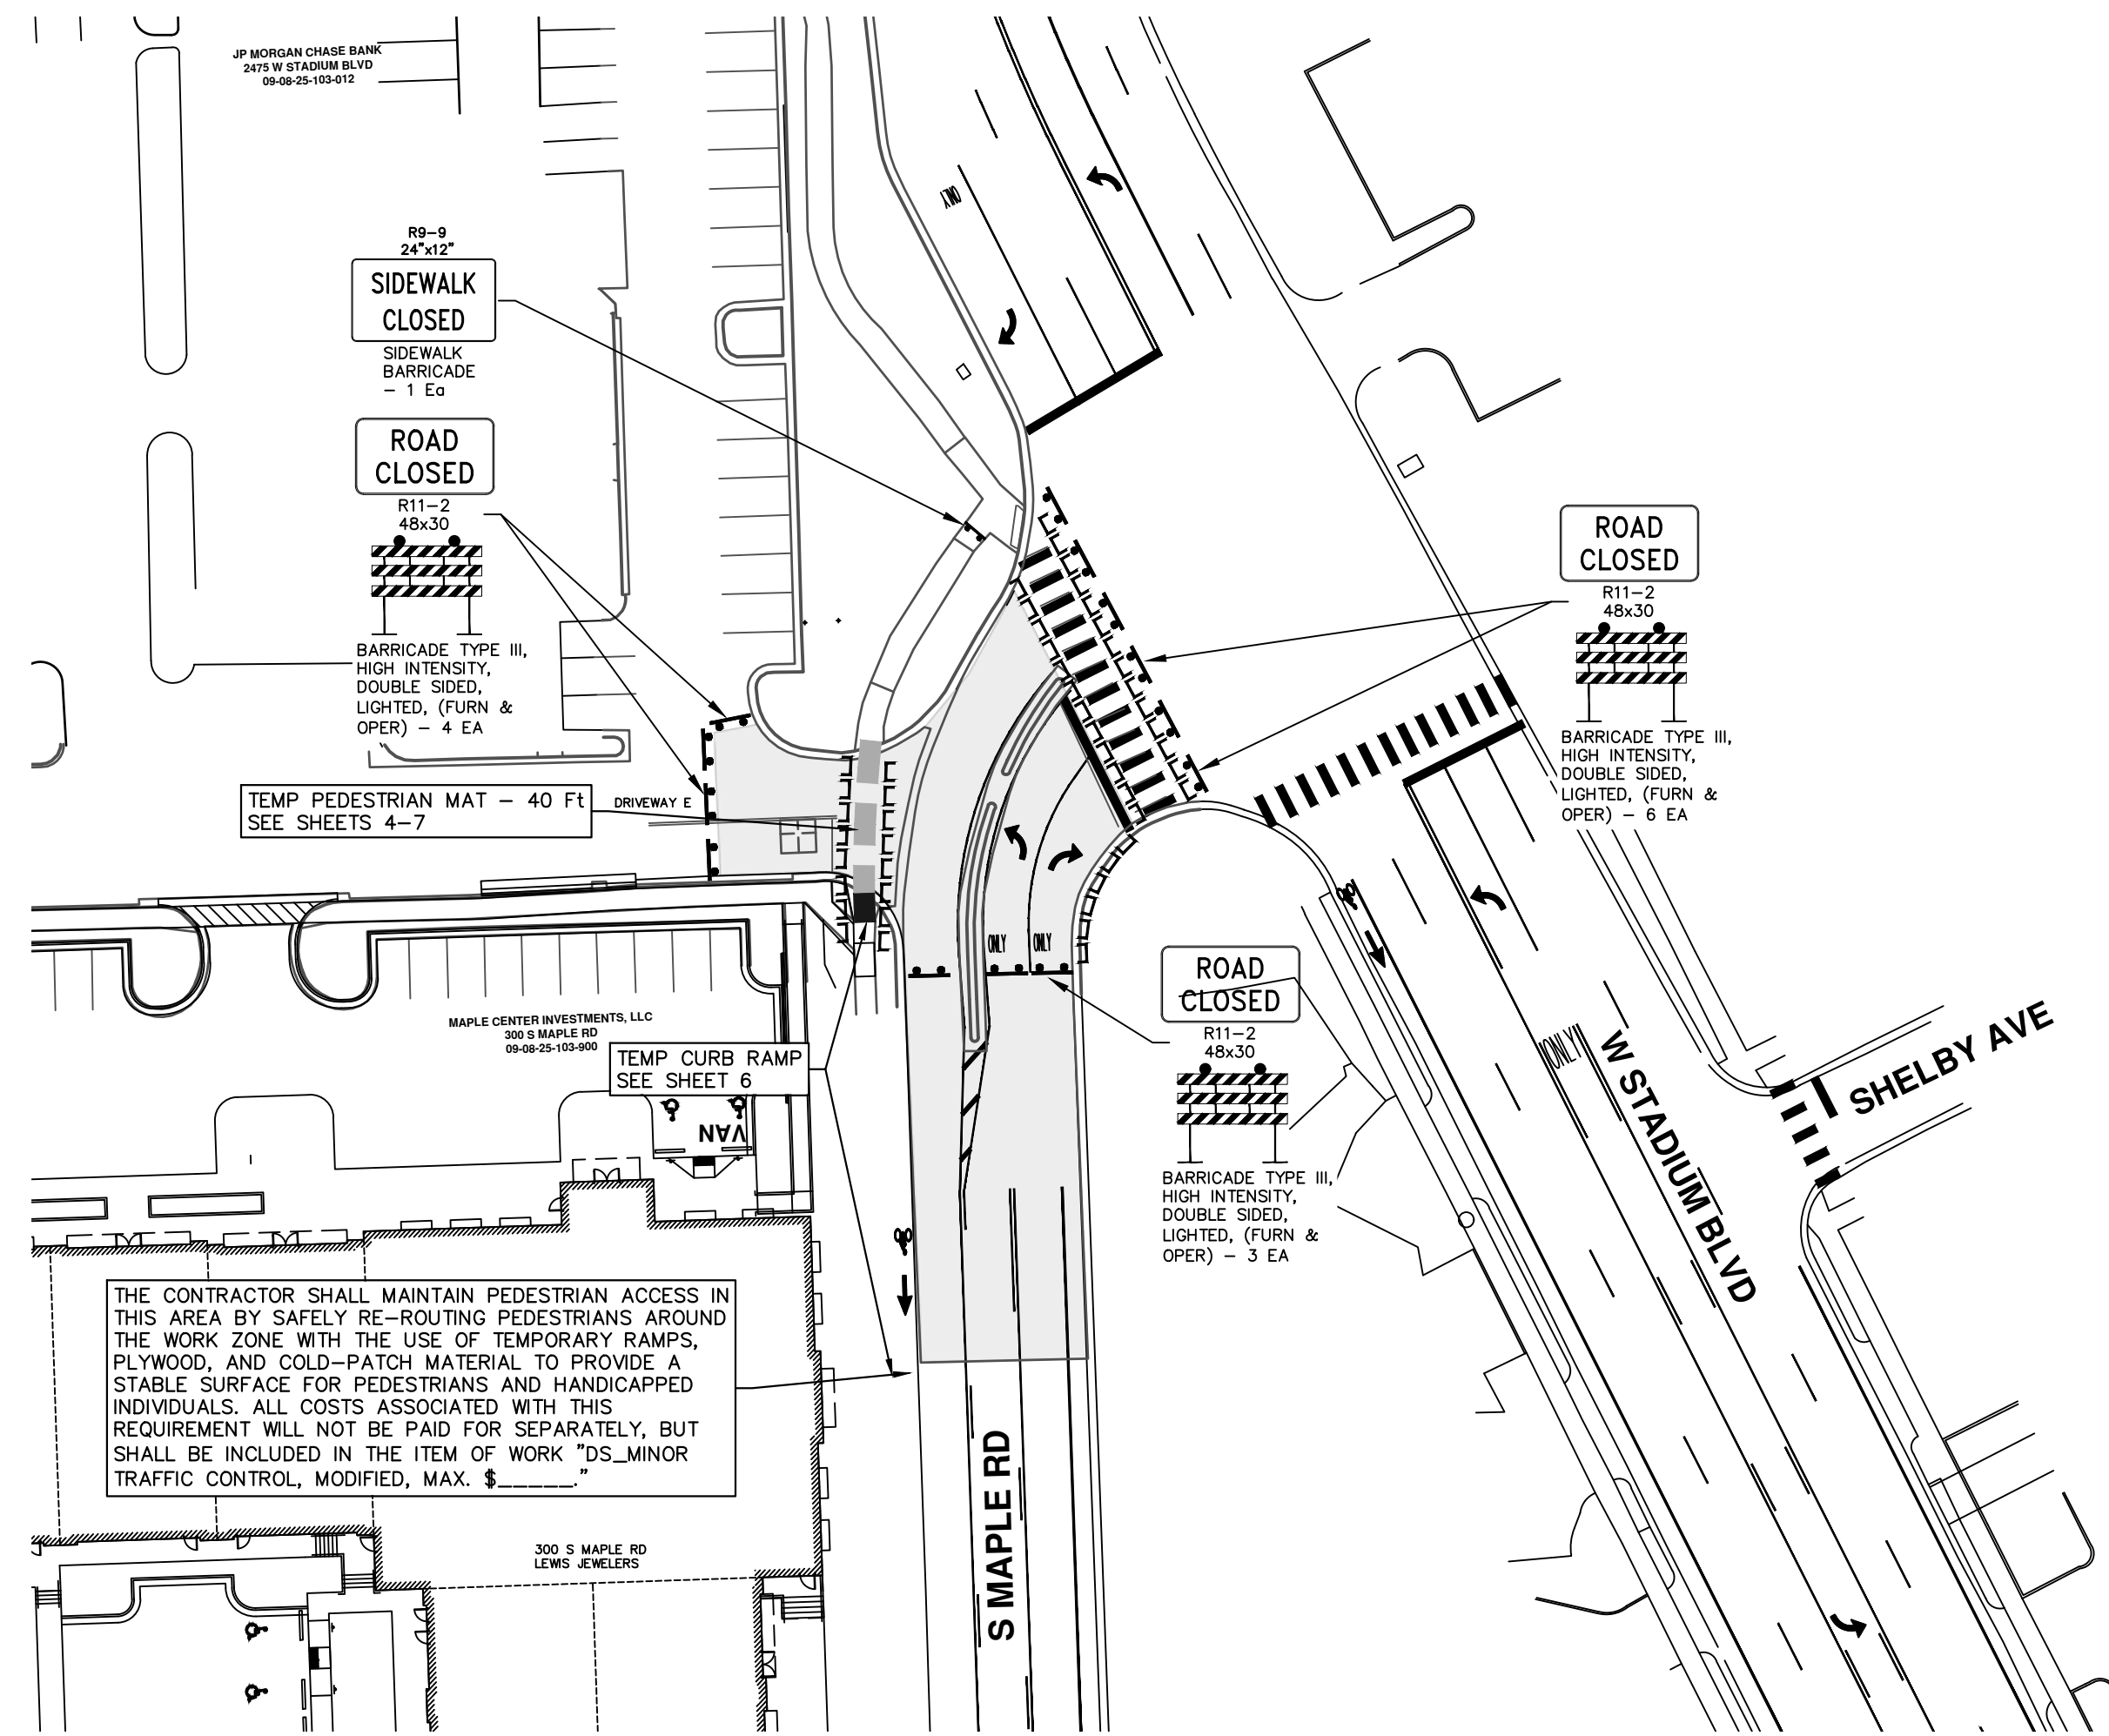 JP MORGAN CHASE BANK
2475 W STADIUM BLVD
09-08-25-103-012
ONLY
R9-9
24"x12"
SIDEWALK
CLOSED
SIDEWALK
BARRICADE
- 1 Ea
ROAD
CLOSED
R11-2
48x30
BARRICADE TYPE III,
HIGH INTENSITY,
DOUBLE SIDED,
LIGHTED, (FURN &
OPER) - 4 EA
ROAD
CLOSED
R11-2
48x30
BARRICADE TYPE III,
HIGH INTENSITY,
DOUBLE SIDED,
LIGHTED, (FURN &
OPER) - 6 EA
TEMP PEDESTRIAN MAT - 40 Ft
SEE SHEETS 4-7
DRIVEWAY E
ONLY
ONLY
ROAD
CLOSED
R11-2
48x30
BARRICADE TYPE III,
HIGH INTENSITY,
DOUBLE SIDED,
LIGHTED, (FURN &
OPER) - 3 EA
MAPLE CENTER INVESTMENTS, LLC
300 S MAPLE RD
09-08-25-103-900
TEMP CURB RAMP
SEE SHEET 6
VAN
ONLY
W STADIUM BLVD
SHELBY AVE
THE CONTRACTOR SHALL MAINTAIN PEDESTRIAN ACCESS IN
THIS AREA BY SAFELY RE-ROUTING PEDESTRIANS AROUND
THE WORK ZONE WITH THE USE OF TEMPORARY RAMPS,
PLYWOOD, AND COLD-PATCH MATERIAL TO PROVIDE A
STABLE SURFACE FOR PEDESTRIANS AND HANDICAPPED
INDIVIDUALS. ALL COSTS ASSOCIATED WITH THIS
REQUIREMENT WILL NOT BE PAID FOR SEPARATELY, BUT
SHALL BE INCLUDED IN THE ITEM OF WORK "DS_MINOR
TRAFFIC CONTROL, MODIFIED, MAX. $_____."
S MAPLE RD
300 S MAPLE RD
LEWIS JEWELERS